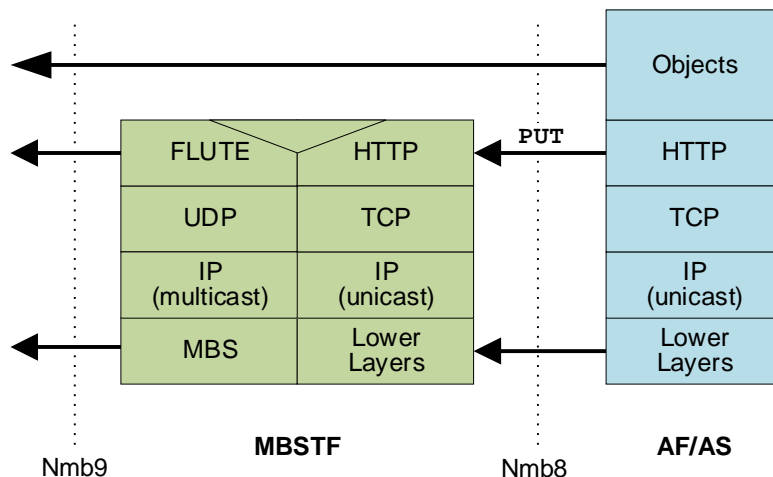 Objects
FLUTE
HTTP
PUT
HTTP
UDP
TCP
TCP
IP
(multicast)
IP
(unicast)
IP
(unicast)
MBS
Lower
Layers
Lower
Layers
MBSTF
AF/AS
Nmb9
Nmb8